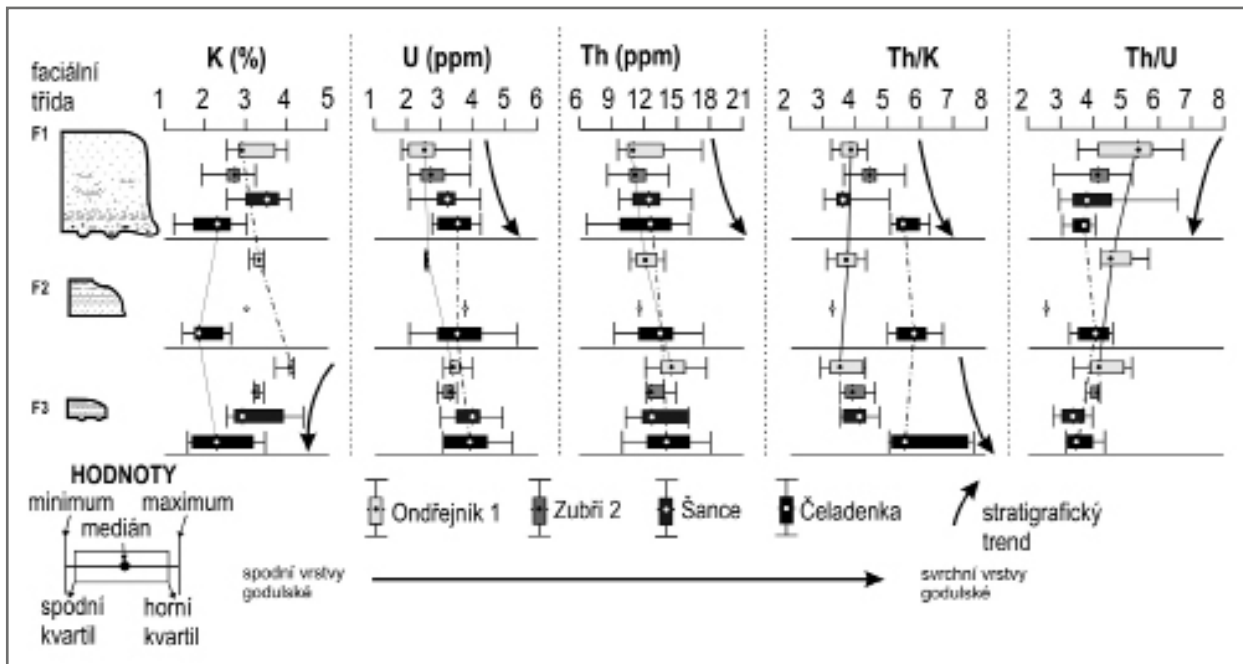 K (%) U (ppm) Th (ppm) Th/K Th/U
faciální
třída
1 2 3 4 5 1 2 3 4 5 6 6 9 12 15 18 21 2 3 4 5 6 7 8 2 3 4 5 6 7 8
F1
F2
F3
HODNOTY
minimum maximum
medián
spodní
kvartil
horní
kvartil
Ondřejník 1 Zubří 2 Šance Čeladenka
stratigrafický
trend
spodní vrstvy
godulské
svrchní vrstvy
godulské